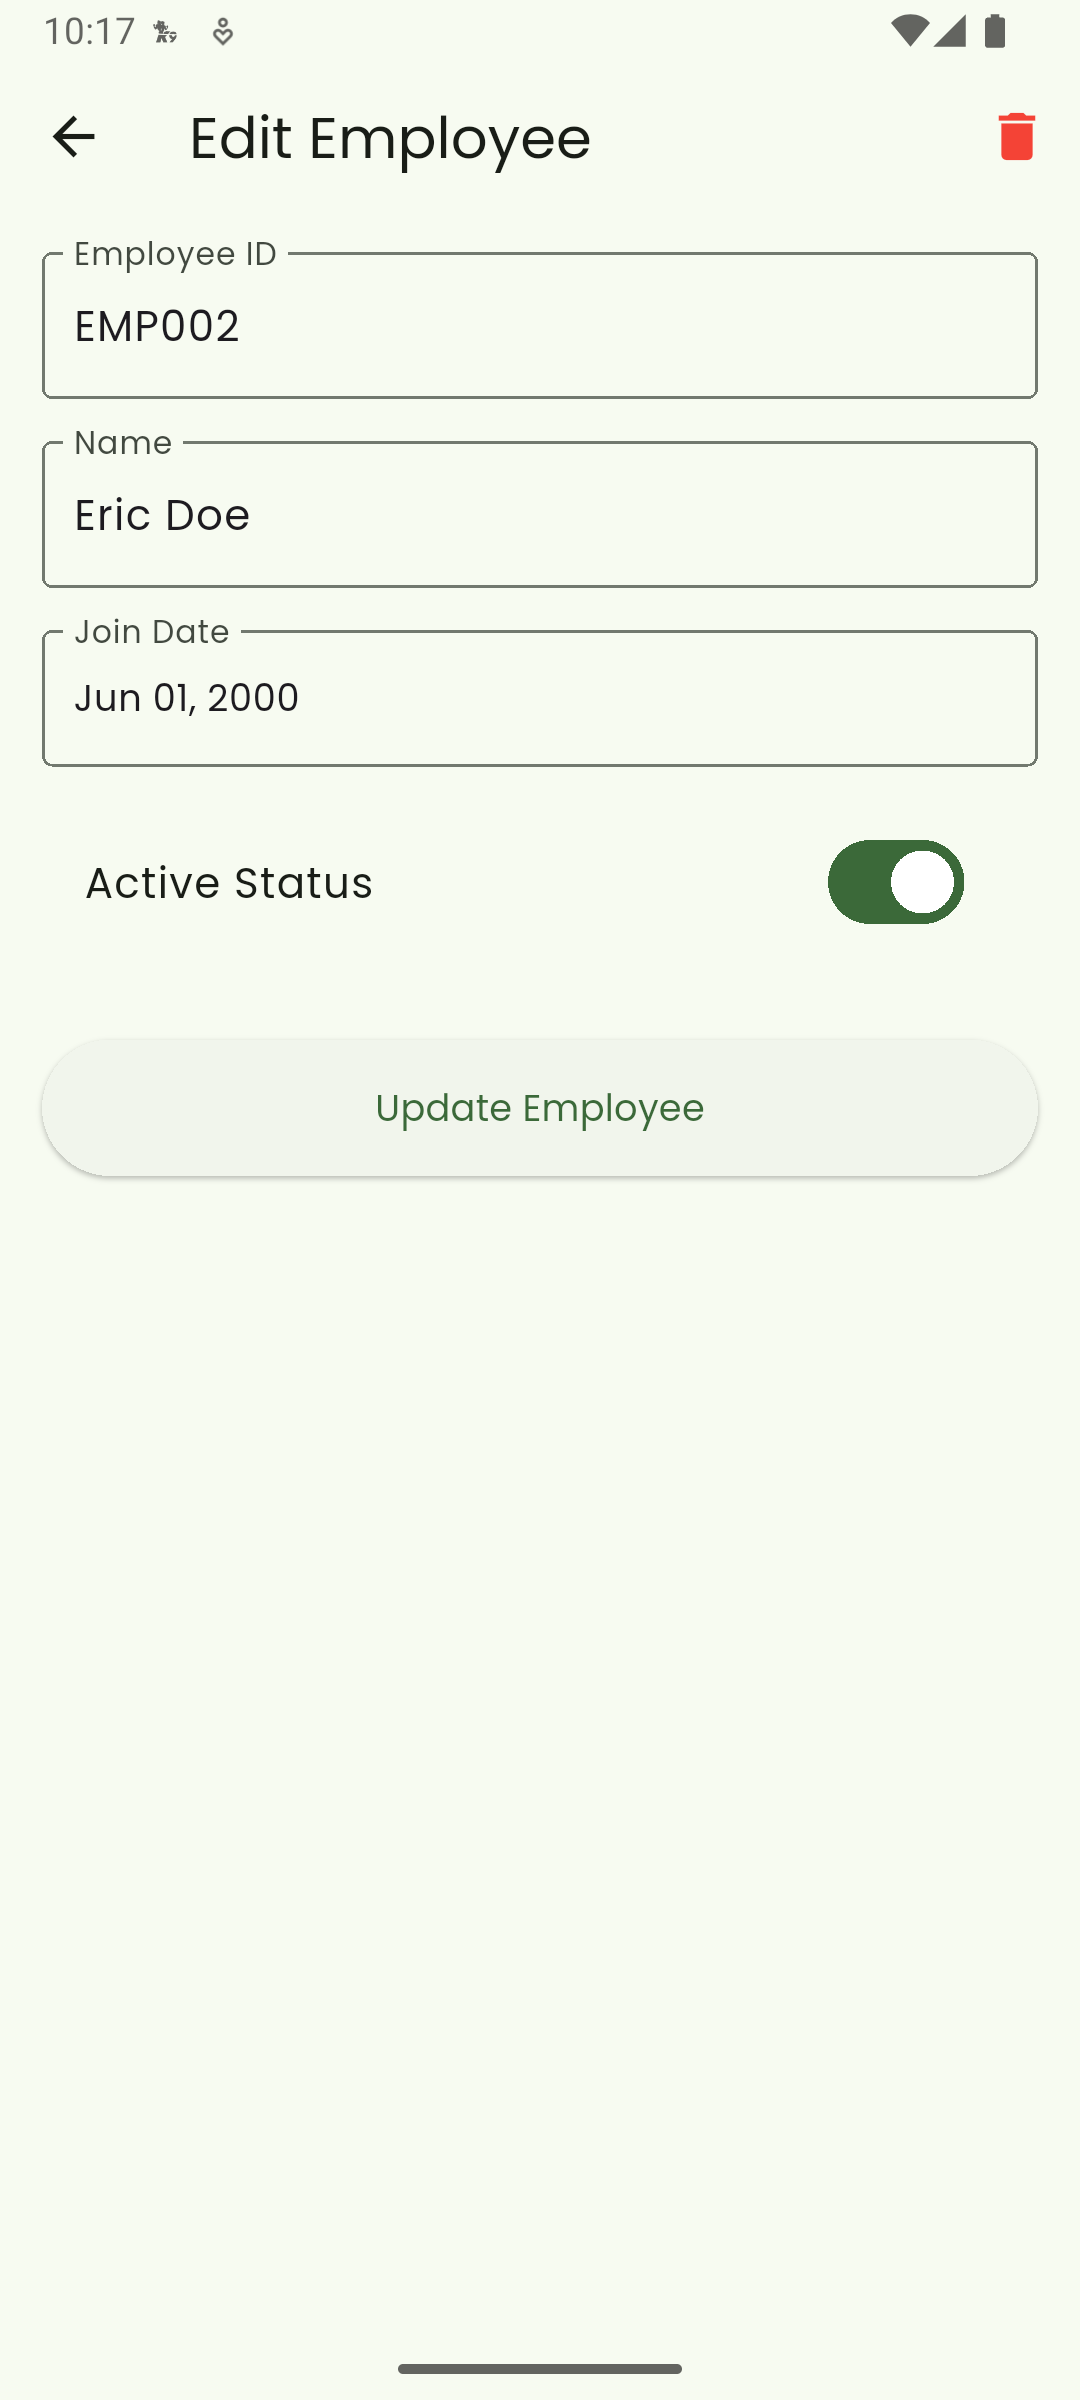 10:17
Edit Employee
Employee ID
EMP002
Name
Eric Doe
Join Date
Jun 01, 2000
Active Status
Update Employee